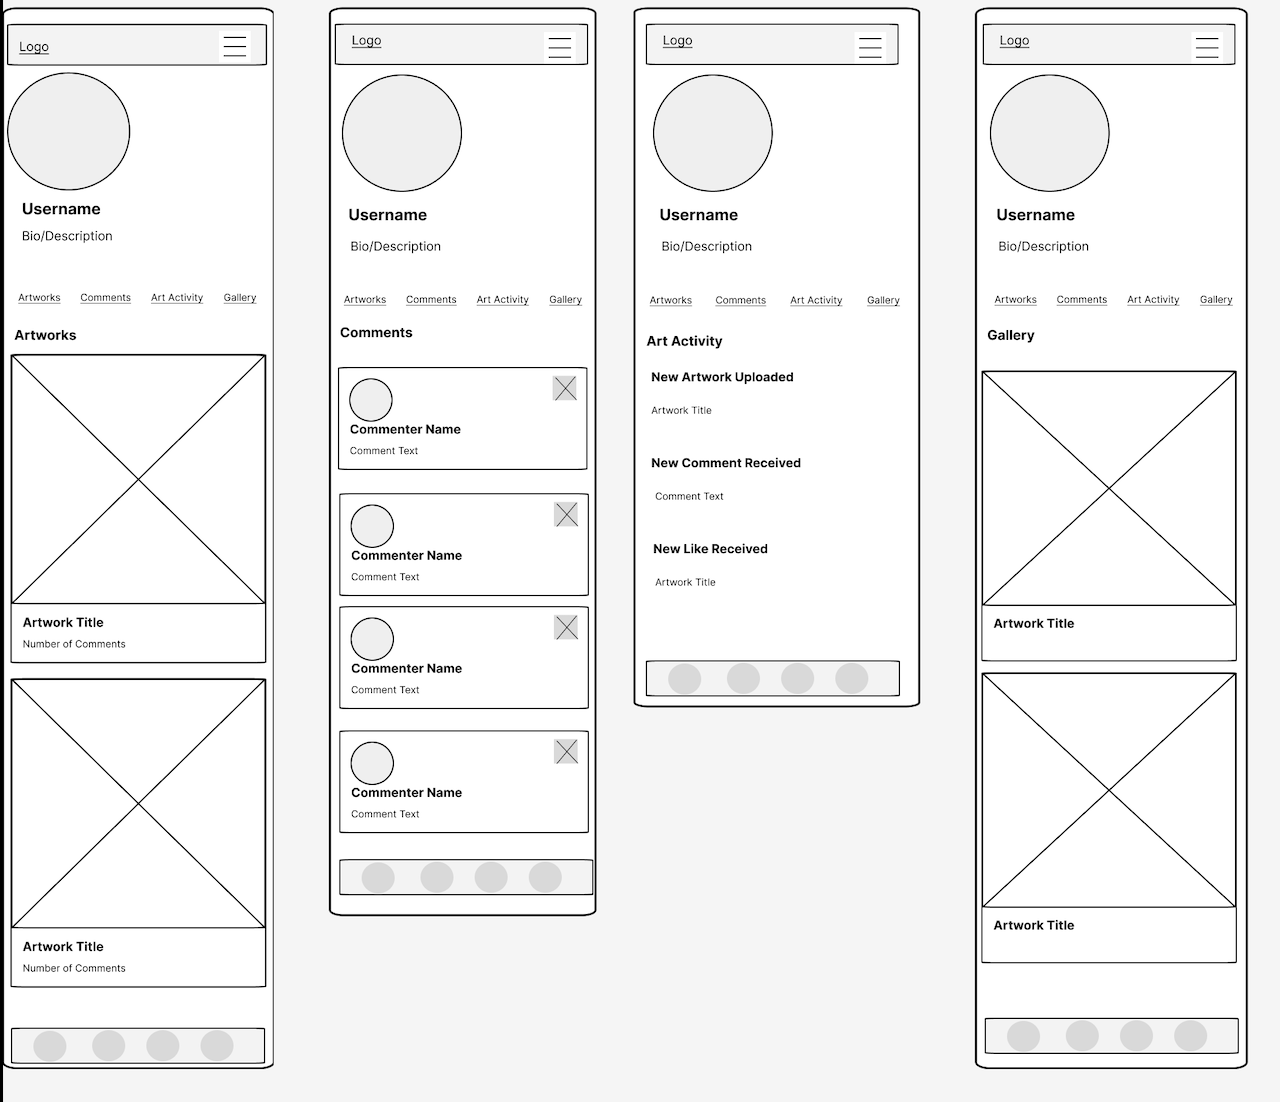 Logo
Username
Bio/Description
Artworks Comments Art Activity Gallery
Artworks
Artwork Title
Number of Comments
Artwork Title
Number of Comments
Logo
Username
Bio/Description
Artworks Comments Art Activity Gallery
Comments
Commenter Name
Comment Text
Commenter Name
Comment Text
Commenter Name
Comment Text
Commenter Name
Comment Text
Logo
Username
Bio/Description
Artworks Comments Art Activity Gallery
Art Activity
New Artwork Uploaded
Artwork Title
New Comment Received
Comment Text
New Like Received
Artwork Title
Logo
Username
Bio/Description
Artworks Comments Art Activity Gallery
Gallery
Artwork Title
Artwork Title